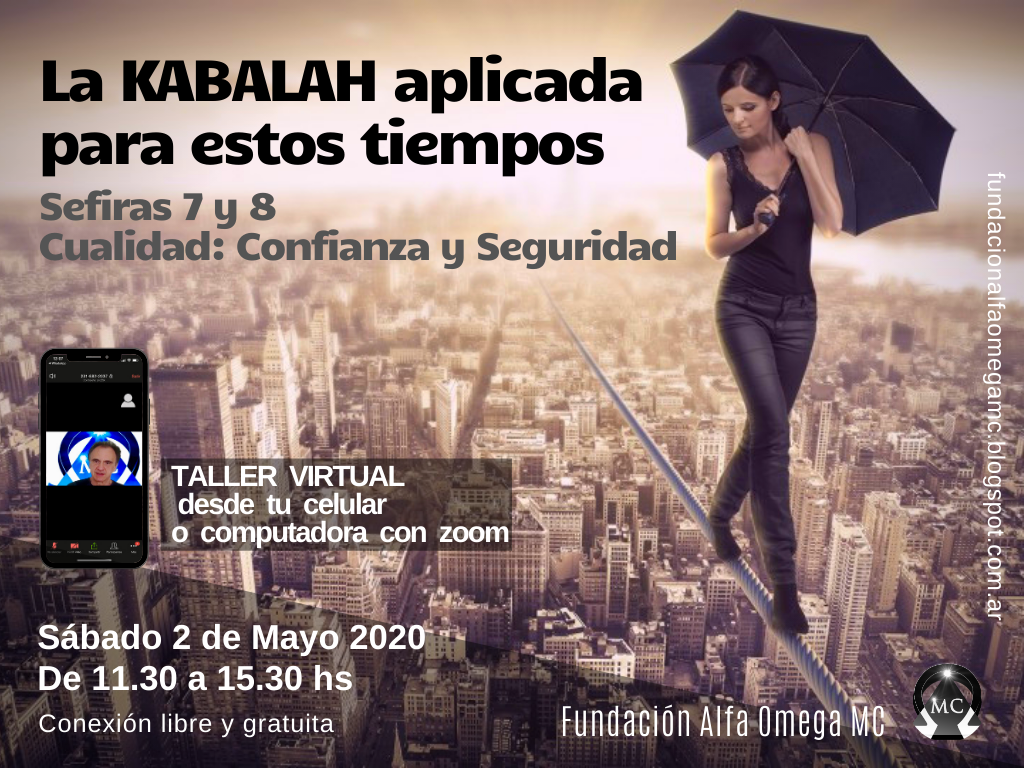 La KABALAH aplicada
para estos tiempos
Sefiras 7 y 8
Cualidad: Confianza y Seguridad
TALLER VIRTUAL
desde tu celular
o computadora con zoom
Sábado 2 de Mayo 2020
De 11.30 a 15.30 hs
Conexión libre y gratuita
Fundación Alfa Omega MC
MC
fundacionalfaomegamc.blogspot.com.ar